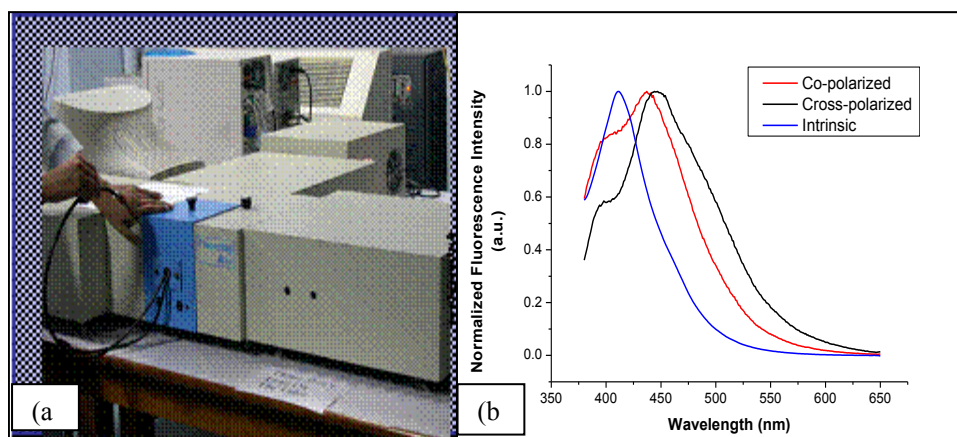 (a
Co-polarized
Cross-polarized
Intrinsic
1.0
0.8
0.6
0.4
0.2
0.0
Normalized Fluorescence Intensity
(a.u.)
350 400 450 500 550 600 650
Wavelength (nm)
(b)